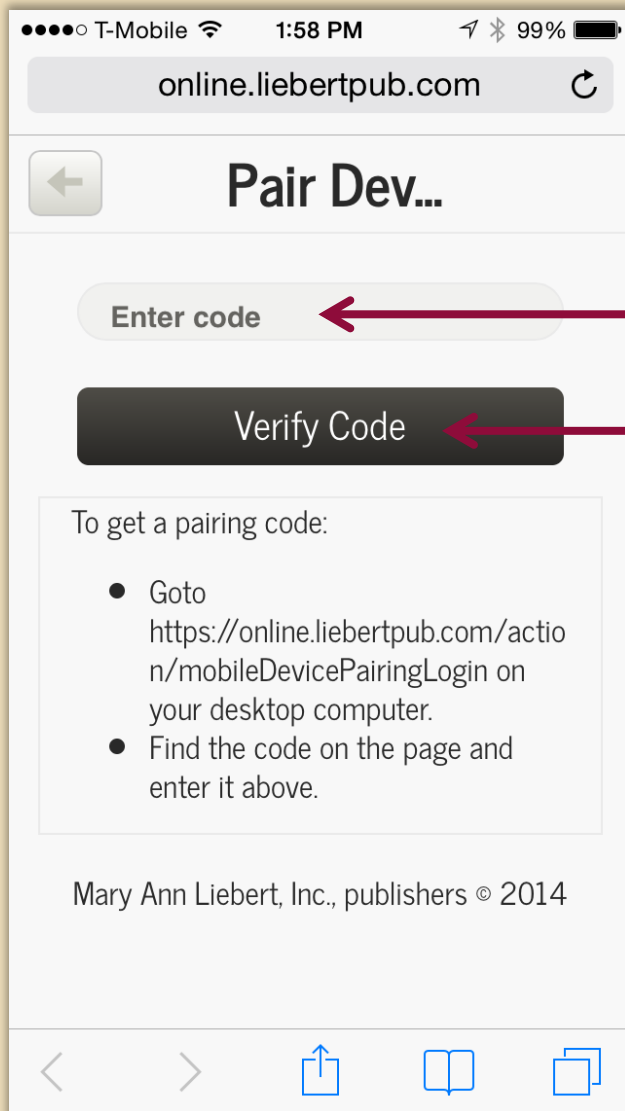 T-Mobile 1:58 PM 99%
online.liebertpub.com
Pair Dev...
Enter code
Verify Code
To get a pairing code:
• Goto
https://online.liebertpub.com/actio
n/mobileDevicePairingLogin on
your desktop computer.
• Find the code on the page and
enter it above.
Mary Ann Liebert, Inc., publishers © 2014